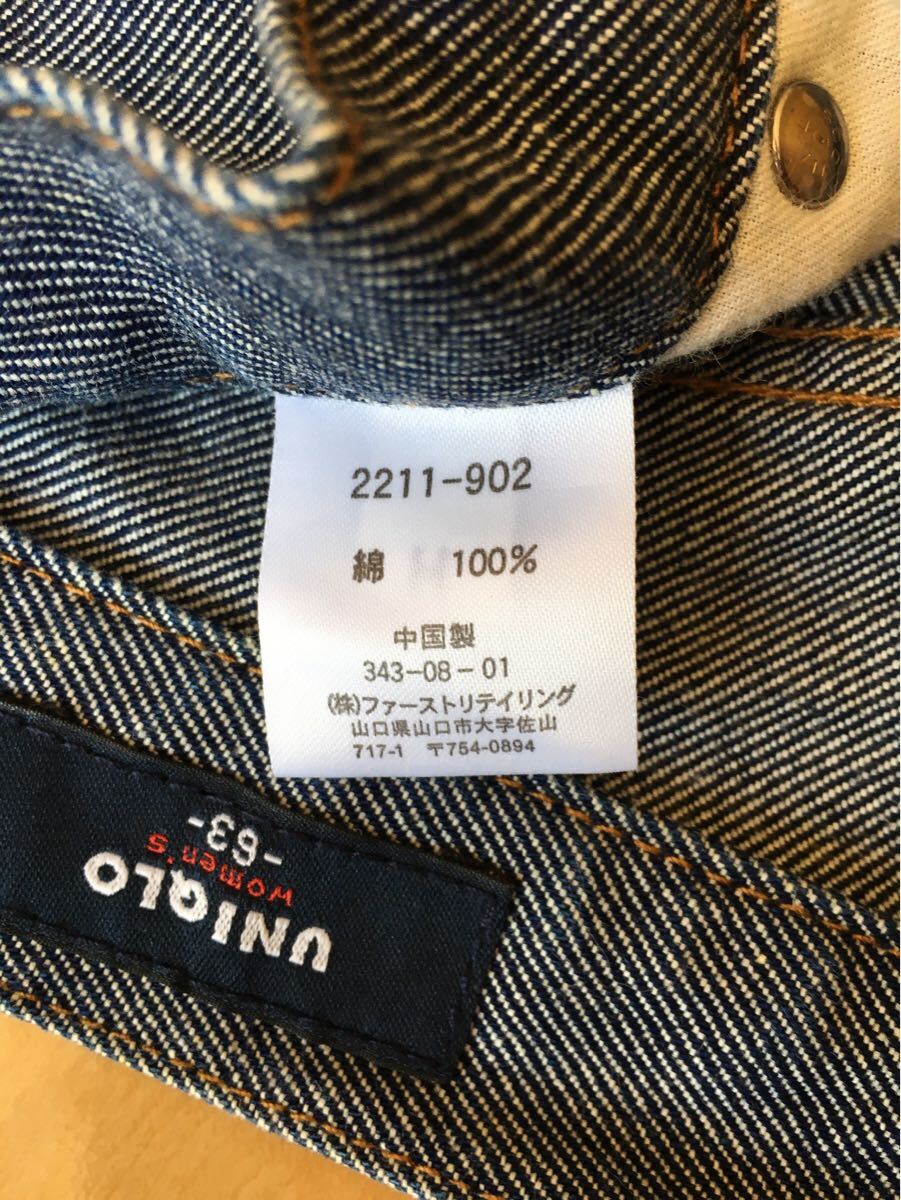 2211-902
綿 100%
中国製
343-08-01
(株)ファーストリテイリング
山口県山口市大字佐山
717-1 〒754-0894
UNIQLO
women's
-63-